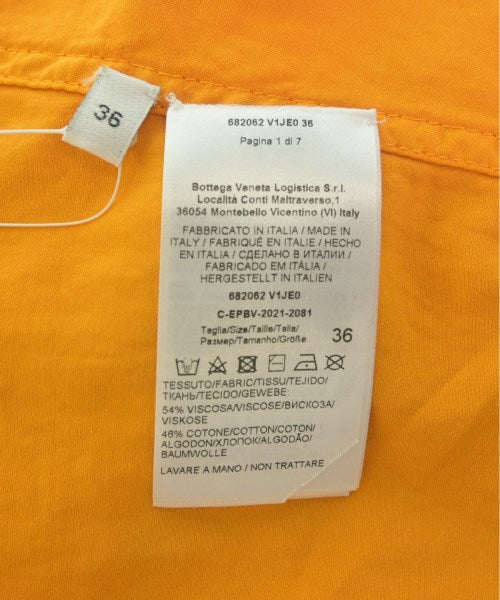 36
682062 V1JE0 36
Pagina 1 di 7
Bottega Veneta Logistica S.r.l.
Località Conti Maltraverso,1
36054 Montebello Vicentino (VI) Italy
FABBRICATO IN ITALIA / MADE IN
ITALY / FABRIQUÉ EN ITALIE / HECHO
EN ITALIA / СДЕЛАНО В ИТАЛИИ /
FABRICADO EM ITÁLIA /
HERGESTELLT IN ITALIEN
682062 V1JE0
C-EPBV-2021-2081
Taglia/Size/Taille/Talla/
Размер/Tamanho/Größe
36
TESSUTO/FABRIC/TISSU/TEJIDO/
ТКАНЬ/TECIDO/GEWEBE:
54% VISCOSA/VISCOSE/ВИСКОЗА/
VISKOSE
46% COTONE/COTTON/COTON/
ALGODON/ХЛОПОК/ALGODÃO/
BAUMWOLLE
LAVARE A MANO / NON TRATTARE